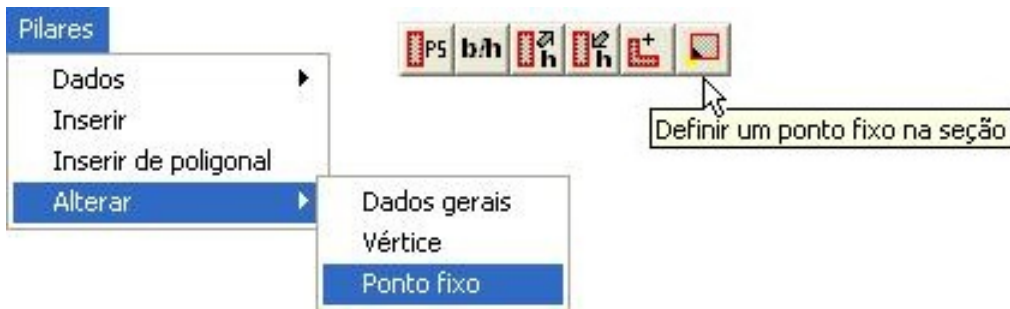 Pilares
PS b/h h h
Dados
Inserir
Definir um ponto fixo na seção
Inserir de poligonal
Alterar
Dados gerais
Vértice
Ponto fixo